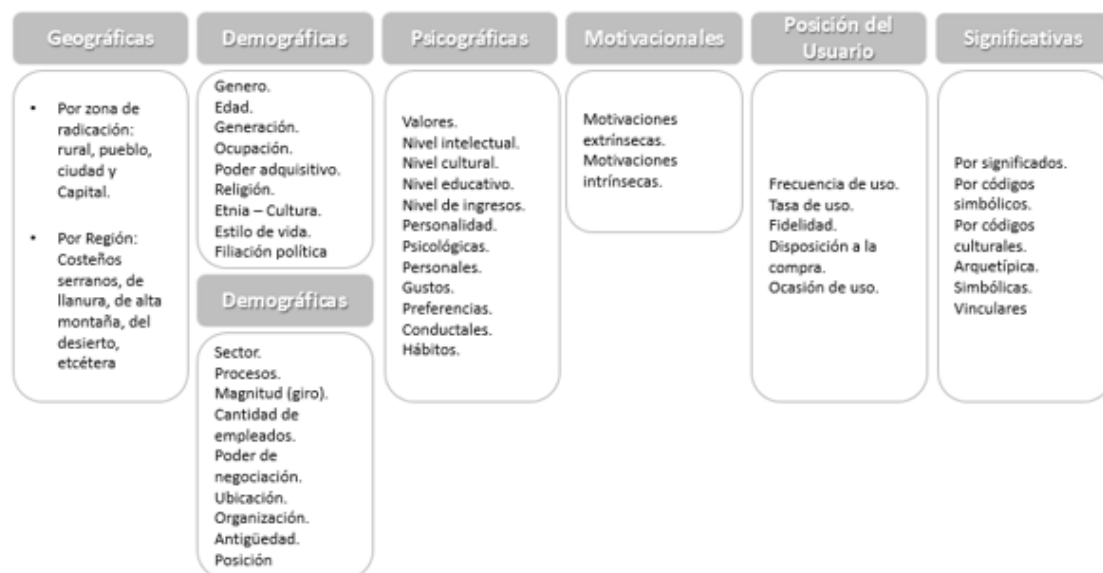 Geográficas
• Por zona de
radicación:
rural, pueblo,
ciudad y
Capital.
• Por Región:
Costeños
serranos, de
llanura, de alta
montaña, del
desierto,
etcétera
Demográficas
Genero.
Edad.
Generación.
Ocupación.
Poder adquisitivo.
Religión.
Etnia – Cultura.
Estilo de vida.
Filiación política
Demográficas
Sector.
Procesos.
Magnitud (giro).
Cantidad de
empleados.
Poder de
negociación.
Ubicación.
Organización.
Antigüedad.
Posición
Psicográficas
Valores.
Nivel intelectual.
Nivel cultural.
Nivel educativo.
Nivel de ingresos.
Personalidad.
Psicológicas.
Personales.
Gustos.
Preferencias.
Conductales.
Hábitos.
Motivacionales
Motivaciones
extrínsecas.
Motivaciones
intrínsecas.
Posición del
Usuario
Frecuencia de uso.
Tasa de uso.
Fidelidad.
Disposición a la
compra.
Ocasión de uso.
Significativas
Por significados.
Por códigos
simbólicos.
Por códigos
culturales.
Arquetípica.
Simbólicas.
Vinculares